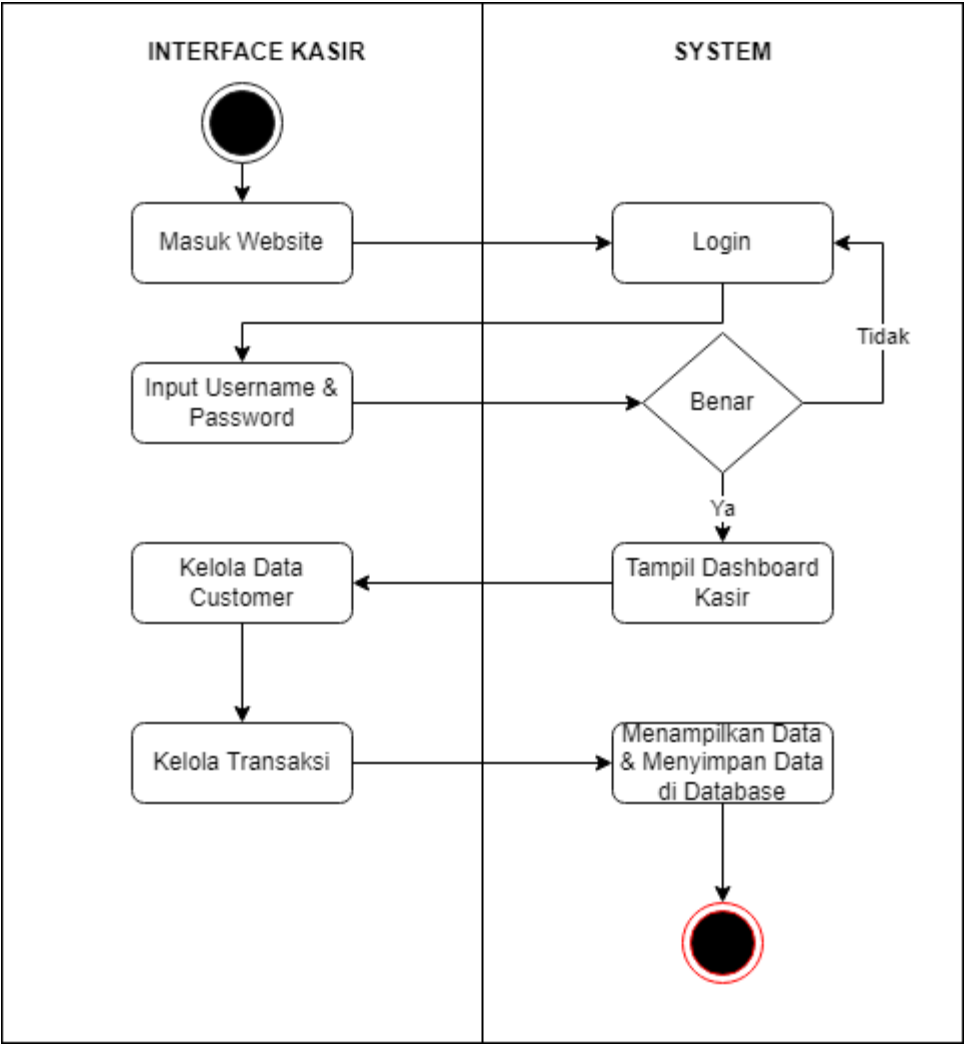 INTERFACE KASIR
SYSTEM
Masuk Website
Login
Tidak
Input Username &
Password
Benar
Ya
Kelola Data
Customer
Tampil Dashboard
Kasir
Kelola Transaksi
Menampilkan Data
& Menyimpan Data
di Database